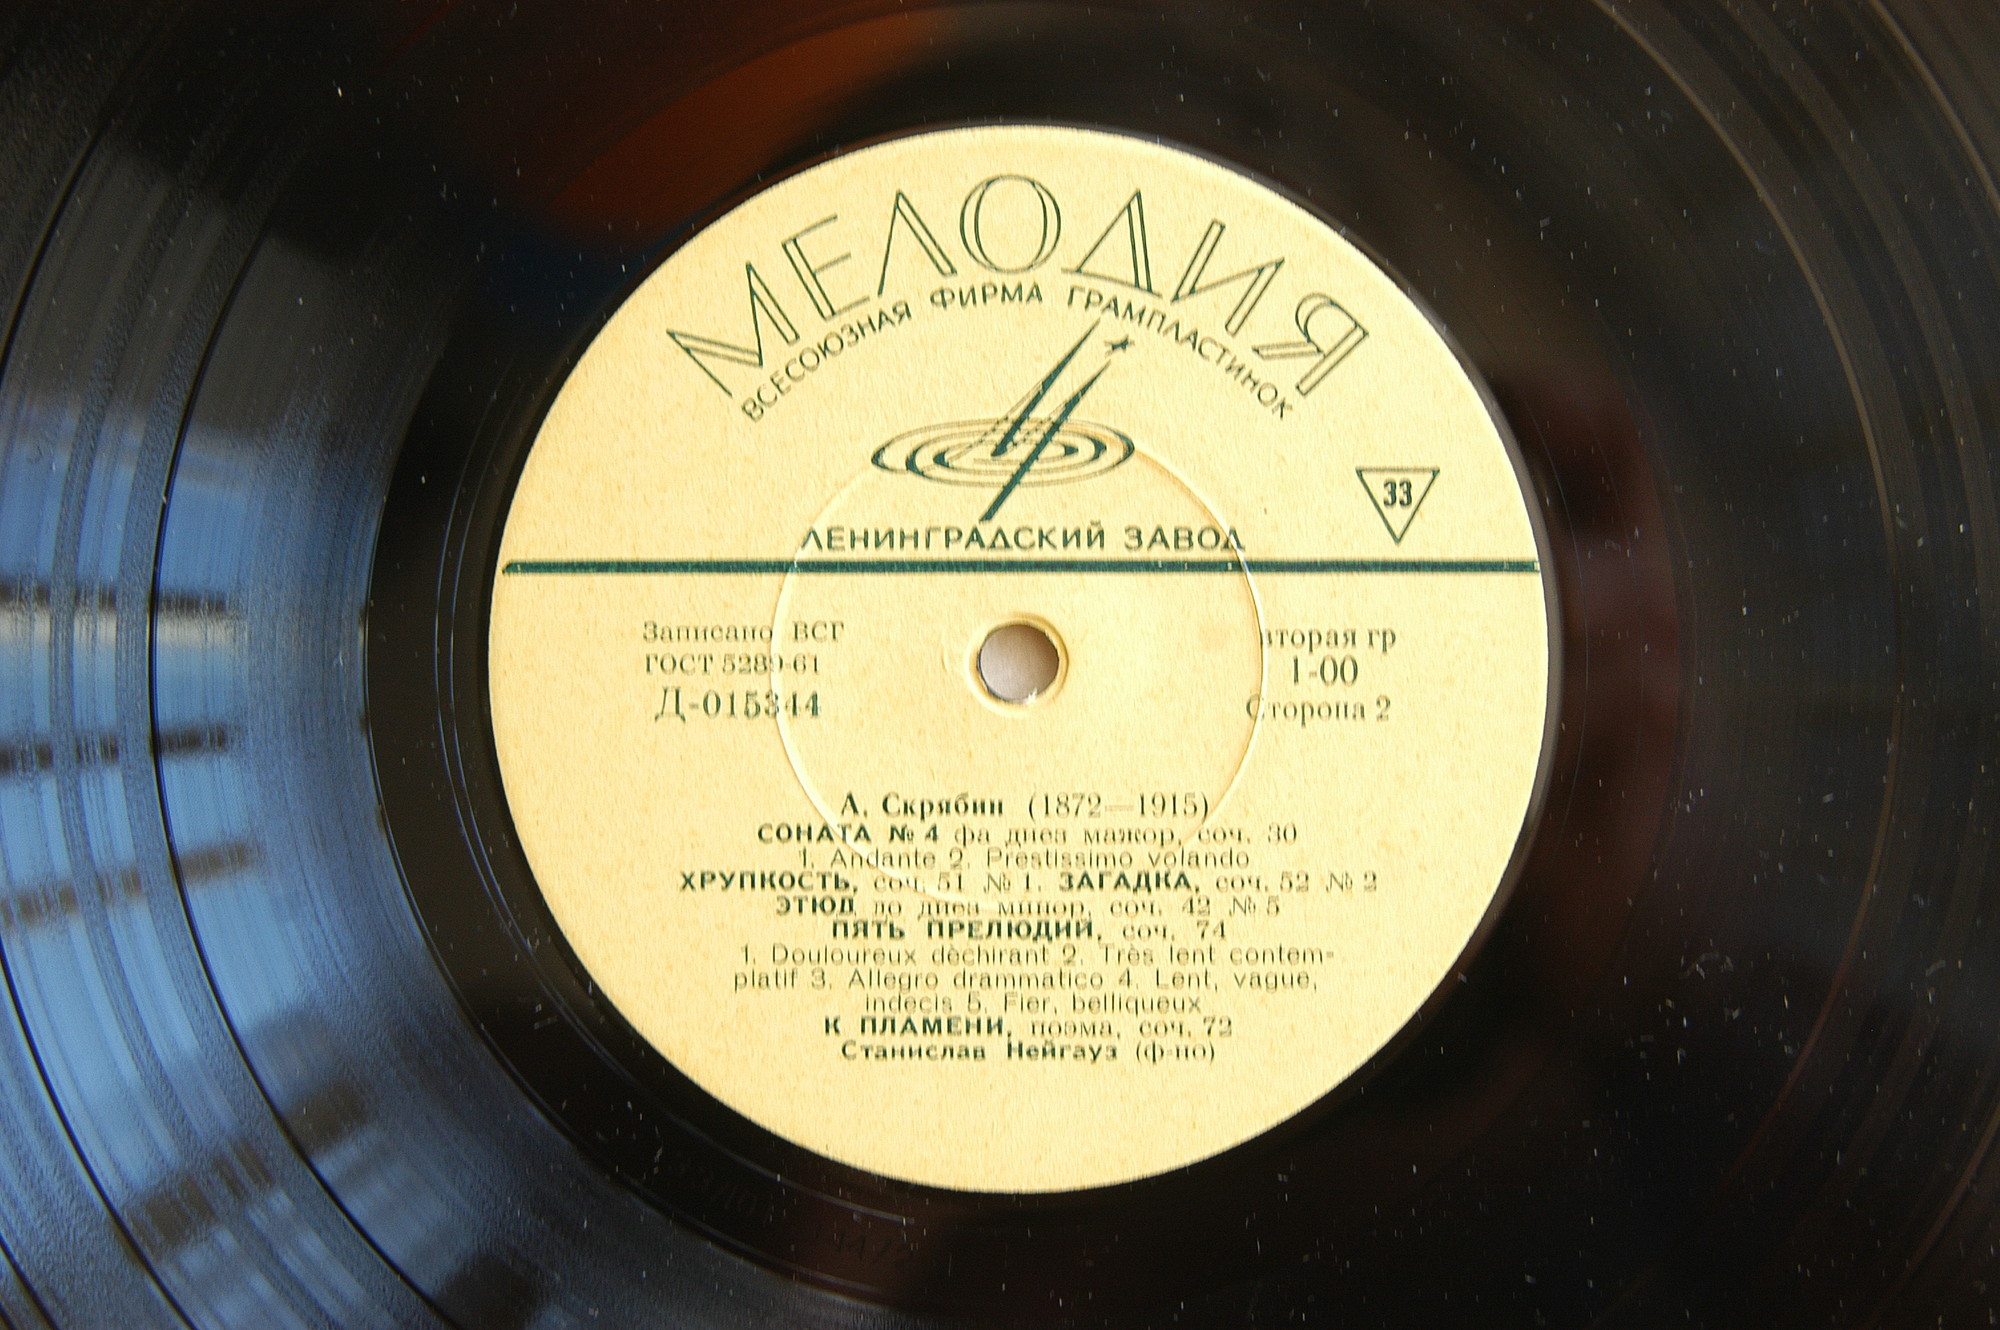 МЕЛОДИЯ
ВСЕСОЮЗНАЯ ФИРМА ГРАМПЛАСТИНОК
33
ЛЕНИНГРАДСКИЙ ЗАВОД
Записано ВСГ
ГОСТ 5289-61
Д-015344
вторая гр
1-00
Сторона 2
А. Скрябин (1872—1915)
СОНАТА № 4 фа диез мажор, соч. 30
1. Andante 2. Prestissimo volando
ХРУПКОСТЬ, соч. 51 № 1. ЗАГАДКА, соч. 52 № 2
ЭТЮД до диез минор, соч. 42 № 5
ПЯТЬ ПРЕЛЮДИЙ, соч. 74
1. Douloureux dèchirant 2. Très lent contem-
platif 3. Allegro drammatico 4. Lent, vague,
indecis 5. Fier, belliqueux
К ПЛАМЕНИ, поэма, соч. 72
Станислав Нейгауз (ф-но)